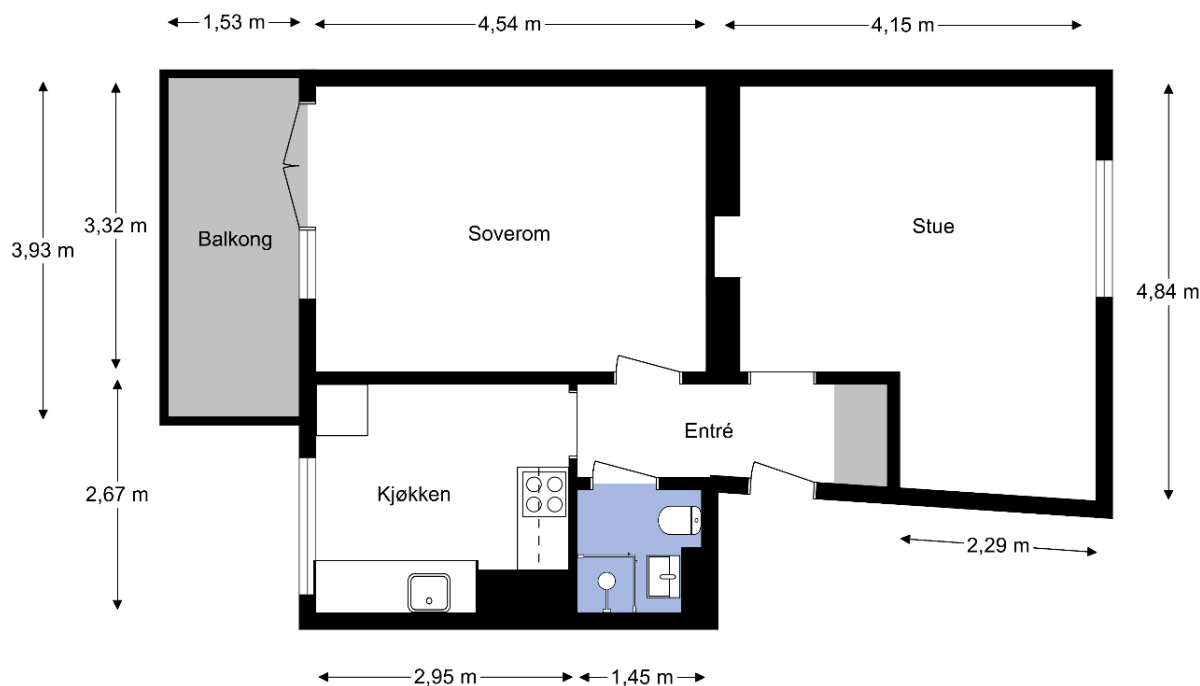 1,53 m
4,54 m
4,15 m
3,93 m
3,32 m
Balkong
Soverom
Stue
4,84 m
2,67 m
Kjøkken
Entré
2,29 m
2,95 m
1,45 m